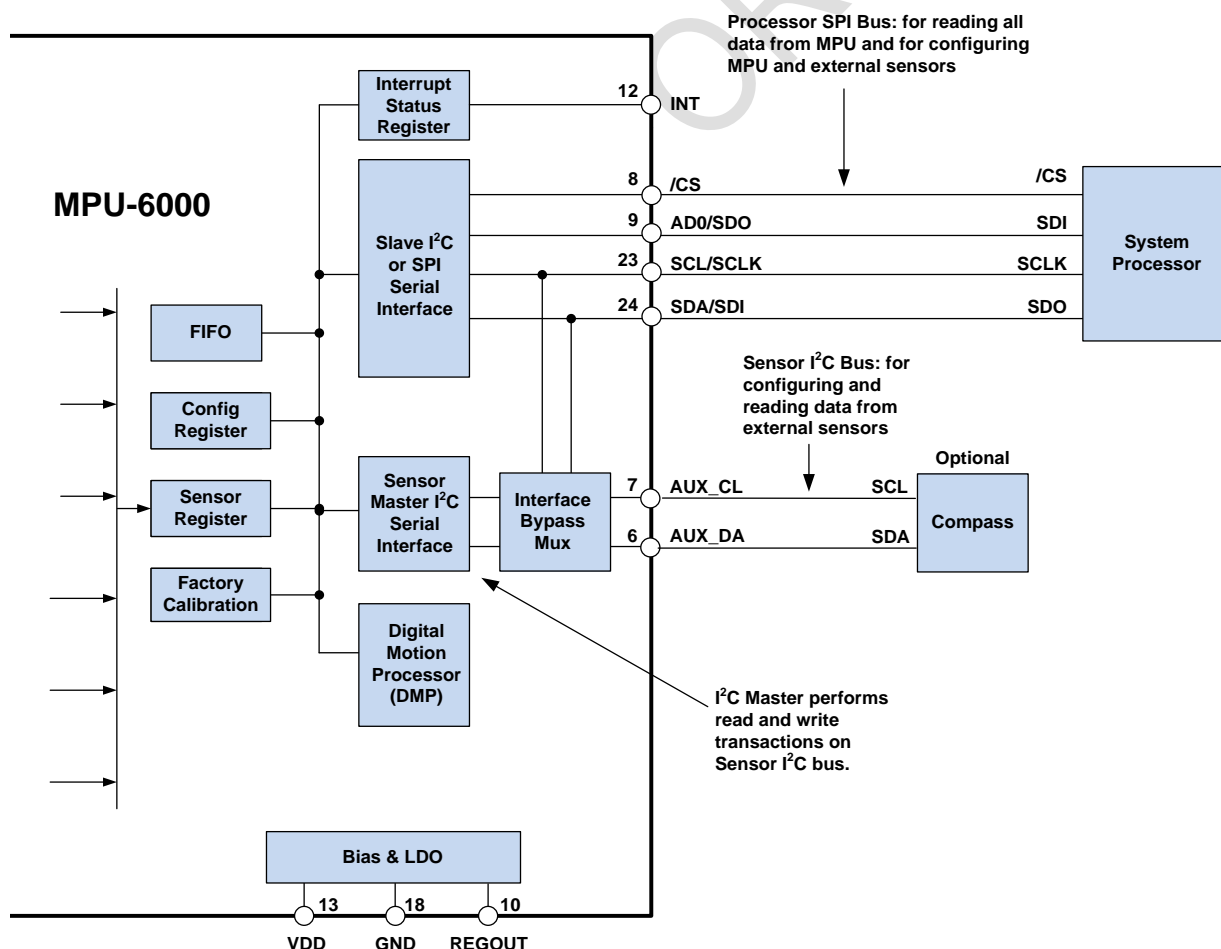 Processor SPI Bus: for reading all
data from MPU and for configuring
MPU and external sensors
MPU-6000
Interrupt
Status
Register
12
INT
Slave I²C
or SPI
Serial
Interface
8
/CS
/CS
9
AD0/SDO
SDI
23
SCL/SCLK
SCLK
24
SDA/SDI
SDO
System
Processor
FIFO
Config
Register
Sensor
Register
Factory
Calibration
Sensor I²C Bus: for
configuring and
reading data from
external sensors
Sensor
Master I²C
Serial
Interface
Interface
Bypass
Mux
7
AUX_CL
SCL
6
AUX_DA
SDA
Optional
Compass
Digital
Motion
Processor
(DMP)
I²C Master performs
read and write
transactions on
Sensor I²C bus.
Bias & LDO
13
18
10
VDD
GND
REGOUT